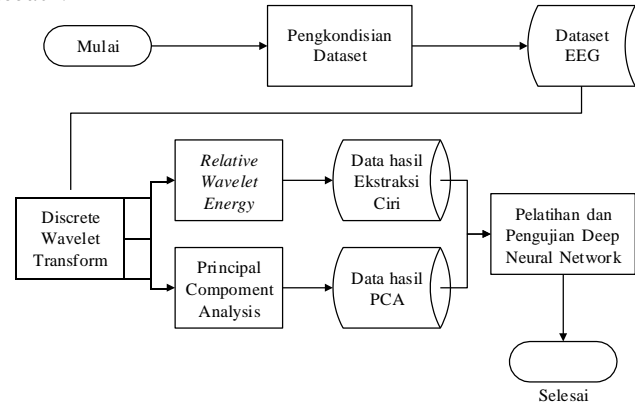 Mulai
Pengkondisian
Dataset
Dataset
EEG
Discrete
Wavelet
Transform
Relative
Wavelet
Energy
Data hasil
Ekstraksi
Ciri
Principal
Component
Analysis
Data hasil
PCA
Pelatihan dan
Pengujian Deep
Neural Network
Selesai